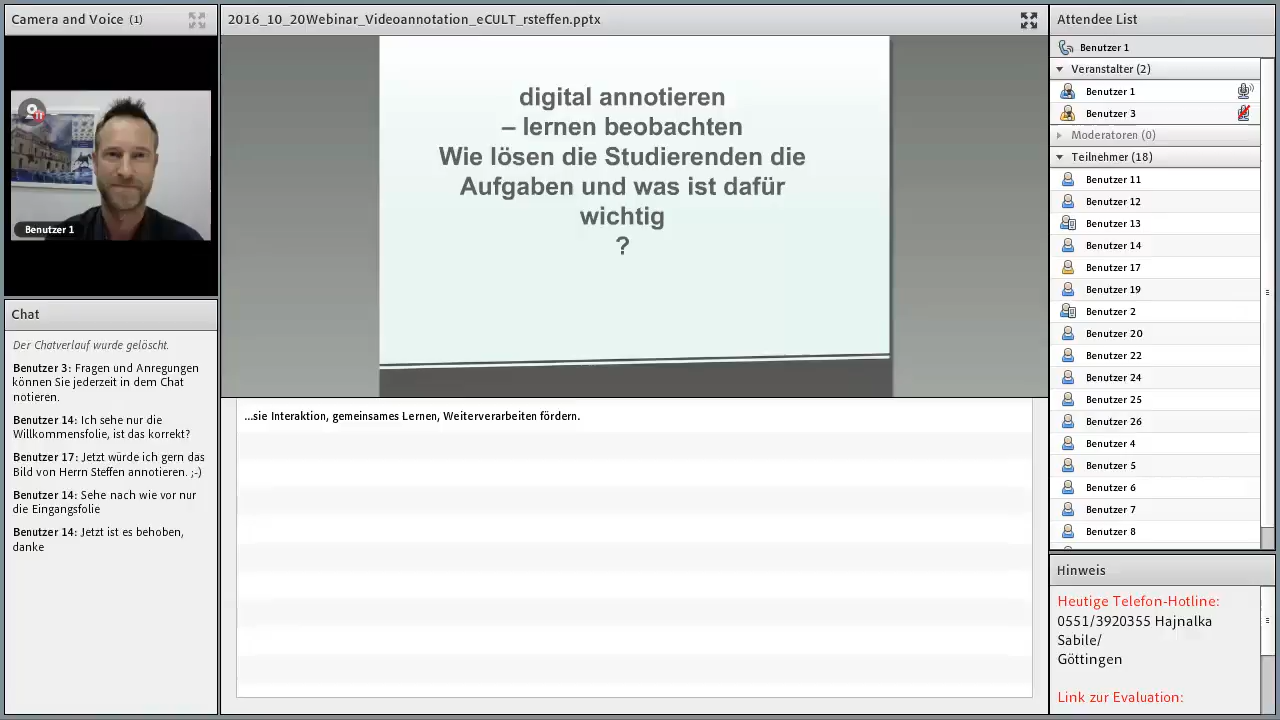 Camera and Voice (1)
Benutzer 1
Chat
Der Chatverlauf wurde gelöscht.
Benutzer 3: Fragen und Anregungen
können Sie jederzeit in dem Chat
notieren.
Benutzer 14: Ich sehe nur die
Willkommensfolie, ist das korrekt?
Benutzer 17: Jetzt würde ich gern das
Bild von Herrn Steffen annotieren. ;-)
Benutzer 14: Sehe nach wie vor nur
die Eingangsfolie
Benutzer 14: Jetzt ist es behoben,
danke
2016_10_20Webinar_Videoannotation_eCULT_rsteffen.pptx
digital annotieren
– lernen beobachten
Wie lösen die Studierenden die
Aufgaben und was ist dafür
wichtig
?
...sie Interaktion, gemeinsames Lernen, Weiterverarbeiten fördern.
Attendee List
Benutzer 1
Veranstalter (2)
Benutzer 1
Benutzer 3
Moderatoren (0)
Teilnehmer (18)
Benutzer 11
Benutzer 12
Benutzer 13
Benutzer 14
Benutzer 17
Benutzer 19
Benutzer 2
Benutzer 20
Benutzer 22
Benutzer 24
Benutzer 25
Benutzer 26
Benutzer 4
Benutzer 5
Benutzer 6
Benutzer 7
Benutzer 8
Hinweis
Heutige Telefon-Hotline:
0551/3920355 Hajnalka
Sabile/
Göttingen
Link zur Evaluation: